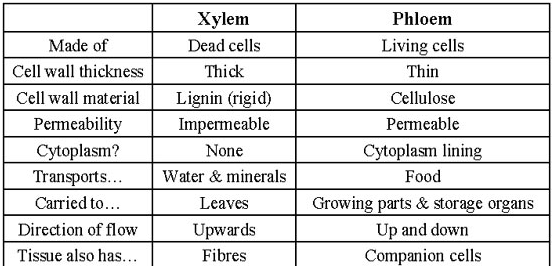 Xylem Phloem
Made of Dead cells Living cells
Cell wall thickness Thick Thin
Cell wall material Lignin (rigid) Cellulose
Permeability Impermeable Permeable
Cytoplasm? None Cytoplasm lining
Transports… Water & minerals Food
Carried to… Leaves Growing parts & storage organs
Direction of flow Upwards Up and down
Tissue also has… Fibres Companion cells